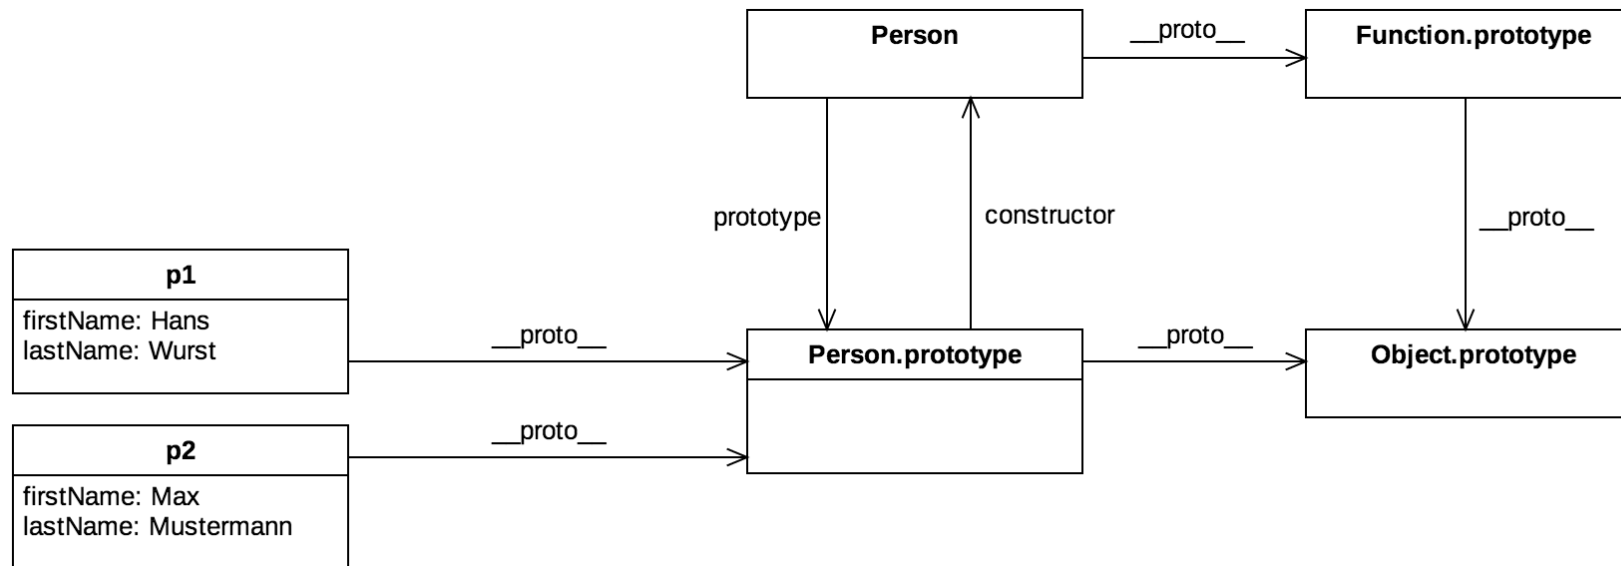 Person
__proto__
Function.prototype
prototype
constructor
__proto__
p1
firstName: Hans
lastName: Wurst
__proto__
Person.prototype
__proto__
Object.prototype
p2
firstName: Max
lastName: Mustermann
__proto__